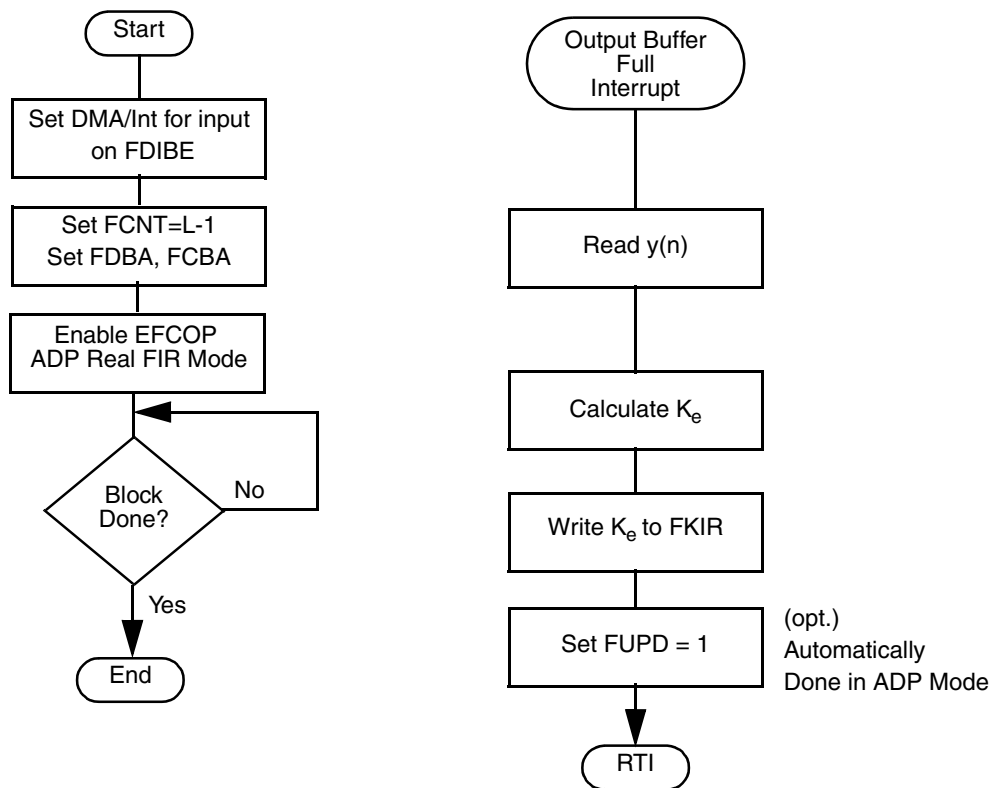 Start
Set DMA/Int for input
on FDIBE
Set FCNT=L-1
Set FDBA, FCBA
Enable EFCOP
ADP Real FIR Mode
Block
Done?
No
Yes
End
Output Buffer
Full
Interrupt
Read y(n)
Calculate Ke
Write Ke to FKIR
Set FUPD = 1
(opt.)
Automatically
Done in ADP Mode
RTI